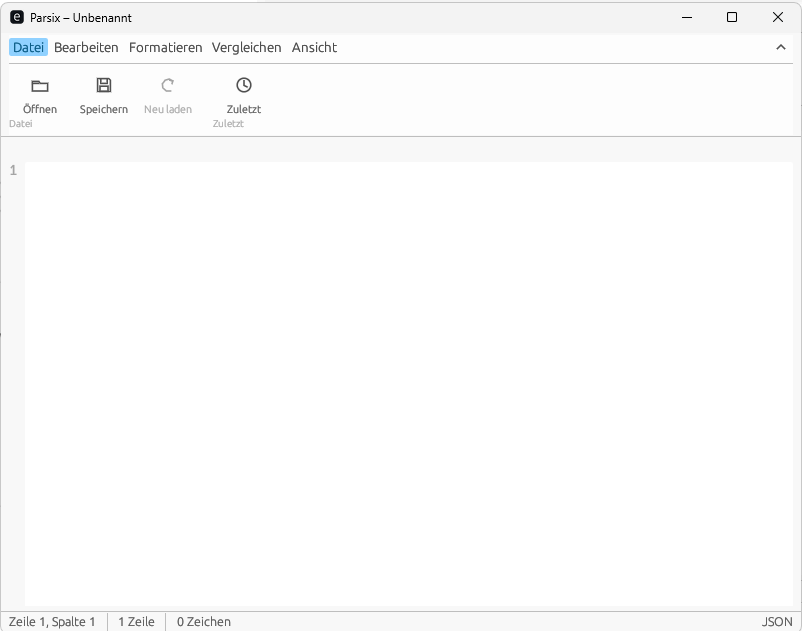 Parsix – Unbenannt
Datei Bearbeiten Formatieren Vergleichen Ansicht
Öffnen Speichern Neu laden Zuletzt
Datei Zuletzt
1
Zeile 1, Spalte 1 1 Zeile 0 Zeichen JSON